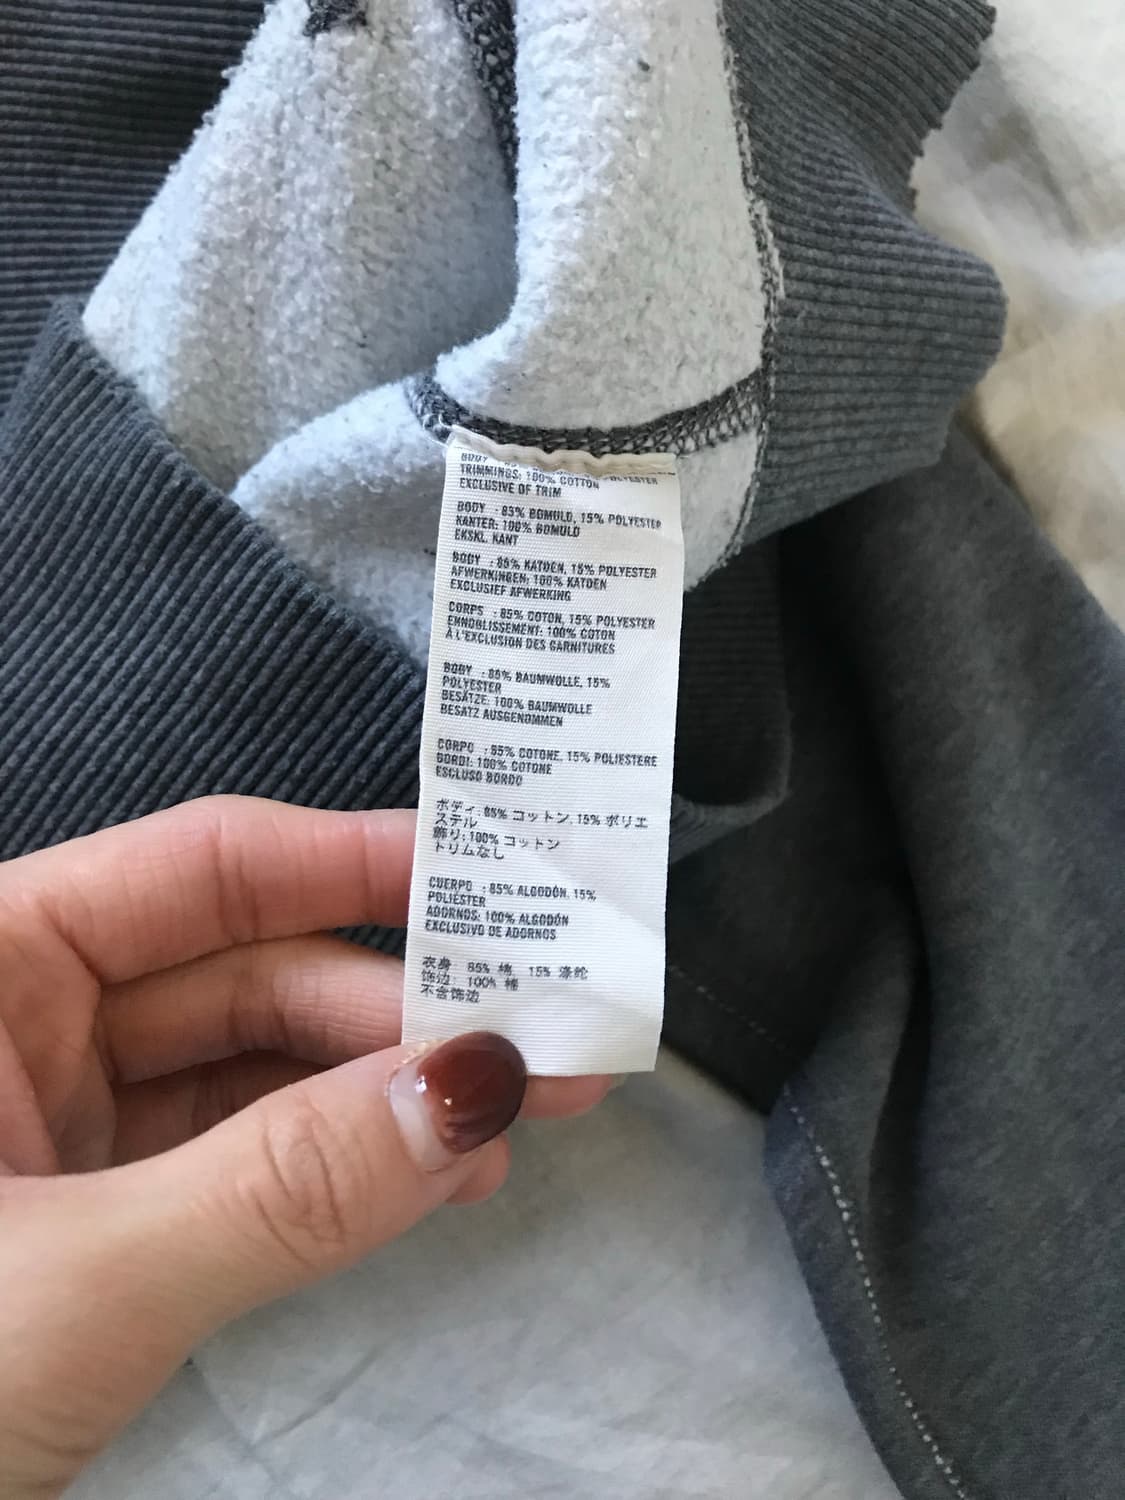 BODY POLYESTER
TRIMMINGS: 100% COTTON
EXCLUSIVE OF TRIM
BODY : 85% BOMULD, 15% POLYESTER
KANTER: 100% BOMULD
EKSKL. KANT
BODY : 85% KATOEN, 15% POLYESTER
AFWERKINGEN: 100% KATOEN
EXCLUSIEF AFWERKING
CORPS : 85% COTON, 15% POLYESTER
ENNOBLISSEMENT: 100% COTON
À L'EXCLUSION DES GARNITURES
BODY : 85% BAUMWOLLE, 15%
POLYESTER
BESÄTZE: 100% BAUMWOLLE
BESATZ AUSGENOMMEN
CORPO : 85% COTONE, 15% POLIESTERE
BORDI: 100% COTONE
ESCLUSO BORDO
ボディ: 85% コットン, 15% ポリエ
ステル
飾り: 100% コットン
トリムなし
CUERPO : 85% ALGODÓN, 15%
POLIÉSTER
ADORNOS: 100% ALGODÓN
EXCLUSIVO DE ADORNOS
衣身: 85% 棉, 15% 涤纶
饰边: 100% 棉
不含饰边